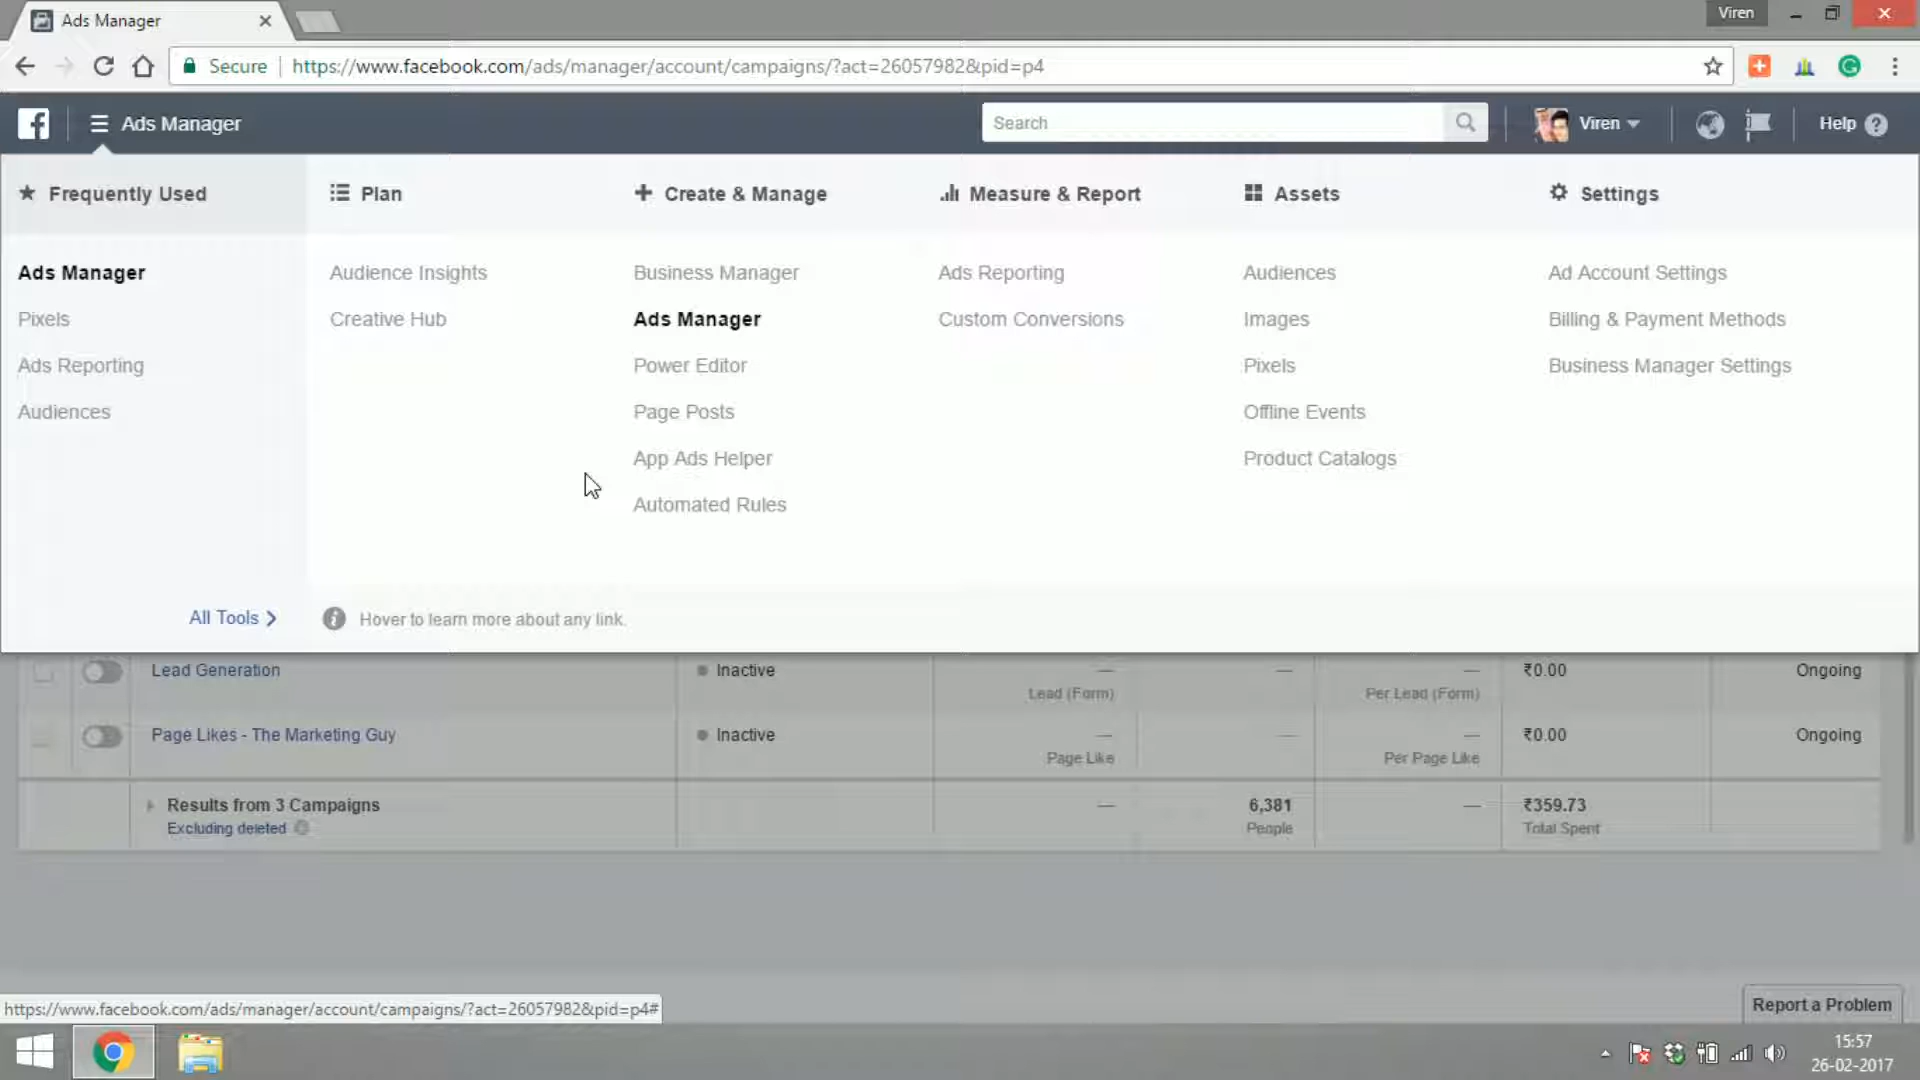 Ads Manager
Viren
Secure https://www.facebook.com/ads/manager/account/campaigns/?act=26057982&pid=p4
Ads Manager
Search
Viren
Help
Frequently Used
Ads Manager
Pixels
Ads Reporting
Audiences
All Tools
Plan
Audience Insights
Creative Hub
Create & Manage
Business Manager
Ads Manager
Power Editor
Page Posts
App Ads Helper
Automated Rules
Measure & Report
Ads Reporting
Custom Conversions
Assets
Audiences
Images
Pixels
Offline Events
Product Catalogs
Settings
Ad Account Settings
Billing & Payment Methods
Business Manager Settings
Hover to learn more about any link.
Lead Generation Inactive — — — ₹0.00 Ongoing
Lead (Form) Per Lead (Form)
Page Likes - The Marketing Guy Inactive — — — ₹0.00 Ongoing
Page Like Per Page Like
Results from 3 Campaigns — 6,381 — ₹359.73
Excluding deleted People Total Spent
https://www.facebook.com/ads/manager/account/campaigns/?act=26057982&pid=p4#
Report a Problem
15:57
26-02-2017